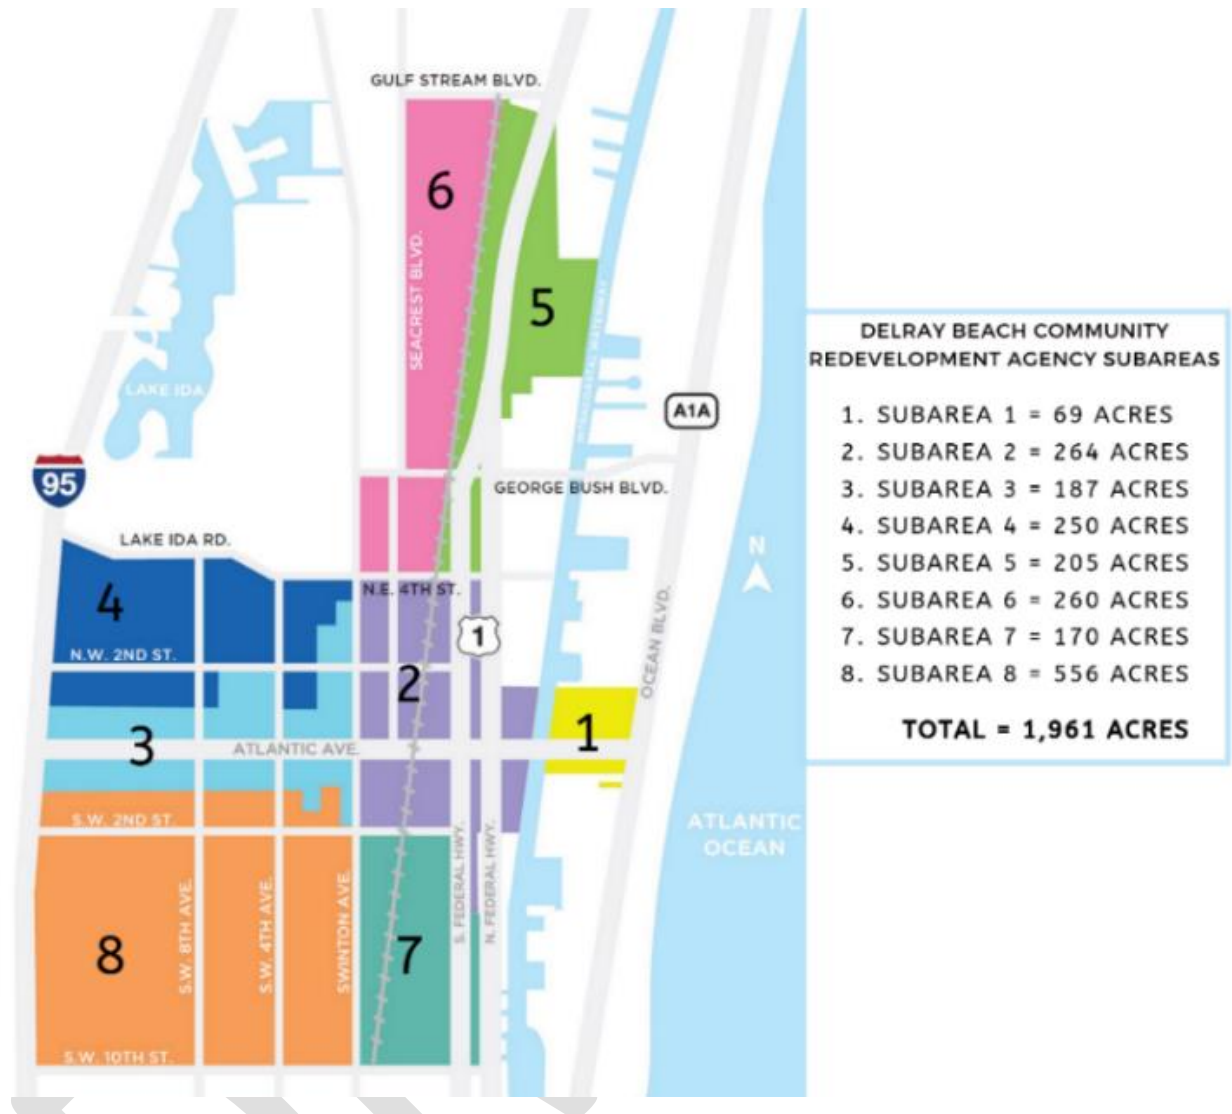 GULF STREAM BLVD.
6
SEACREST BLVD.
5
INTRACOASTAL WATERWAY
LAKE IDA
A1A
95
GEORGE BUSH BLVD.
LAKE IDA RD.
N
4
N.E. 4TH ST.
1
N.W. 2ND ST.
OCEAN BLVD.
2
3
ATLANTIC AVE.
1
S.W. 2ND ST.
ATLANTIC
OCEAN
8
S.W. 8TH AVE.
S.W. 4TH AVE.
SWINTON AVE.
7
S. FEDERAL HWY.
N. FEDERAL HWY.
S.W. 10TH ST.
DELRAY BEACH COMMUNITY
REDEVELOPMENT AGENCY SUBAREAS
1. SUBAREA 1 = 69 ACRES
2. SUBAREA 2 = 264 ACRES
3. SUBAREA 3 = 187 ACRES
4. SUBAREA 4 = 250 ACRES
5. SUBAREA 5 = 205 ACRES
6. SUBAREA 6 = 260 ACRES
7. SUBAREA 7 = 170 ACRES
8. SUBAREA 8 = 556 ACRES
TOTAL = 1,961 ACRES